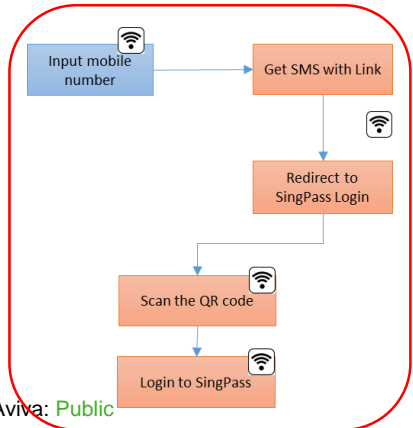 Input mobile
number
Get SMS with Link
Redirect to
SingPass Login
Scan the QR code
Login to SingPass
Aviva: Public